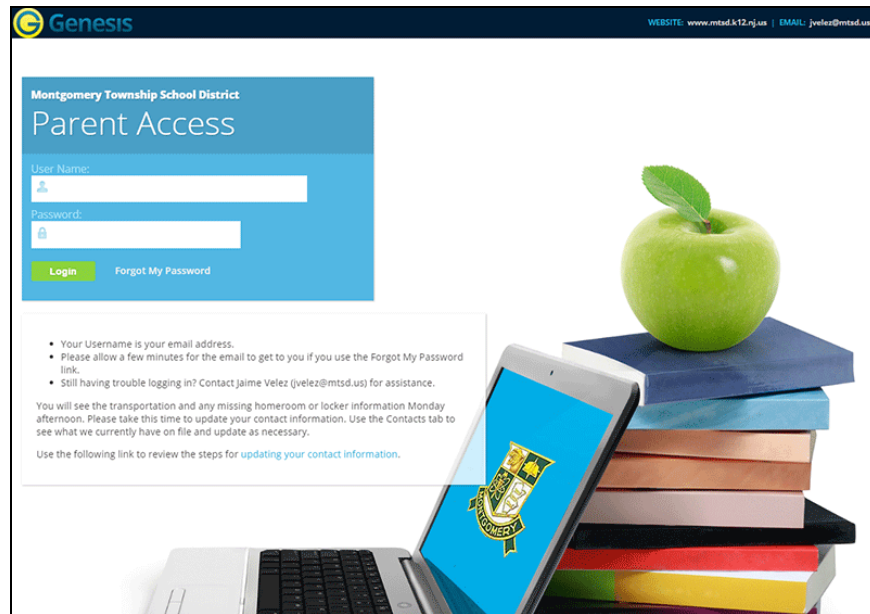 Genesis
WEBSITE: www.mtsd.k12.nj.us | EMAIL: jvelez@mtsd.us
Montgomery Township School District
Parent Access
User Name:
Password:
Login Forgot My Password
• Your Username is your email address.
• Please allow a few minutes for the email to get to you if you use the Forgot My Password
link.
• Still having trouble logging in? Contact Jaime Velez (jvelez@mtsd.us) for assistance.
You will see the transportation and any missing homeroom or locker information Monday
afternoon. Please take this time to update your contact information. Use the Contacts tab to
see what we currently have on file and update as necessary.
Use the following link to review the steps for updating your contact information.
MONTGOMERY